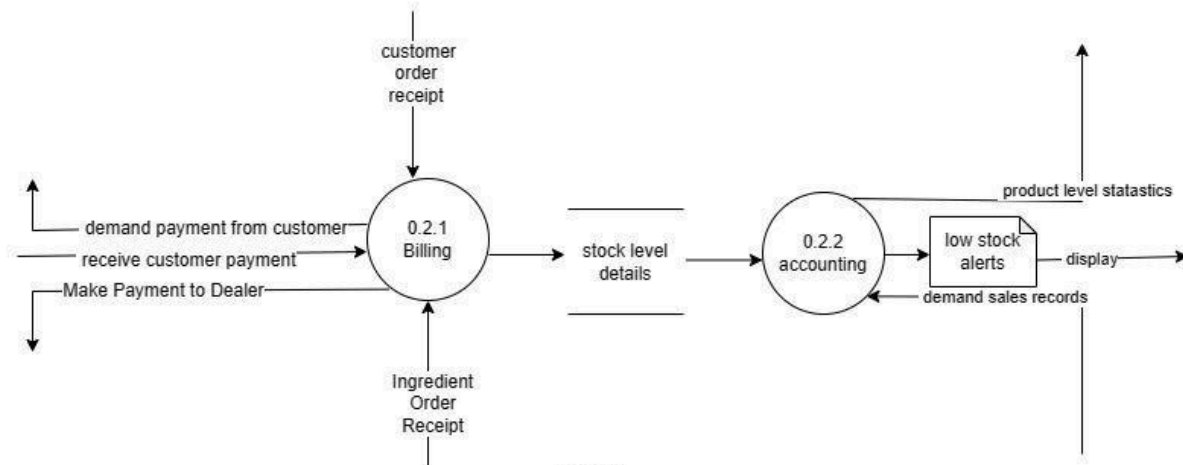 customer
order
receipt
demand payment from customer
receive customer payment
Make Payment to Dealer
0.2.1
Billing
Ingredient
Order
Receipt
stock level
details
0.2.2
accounting
product level statastics
low stock
alerts
display
demand sales records